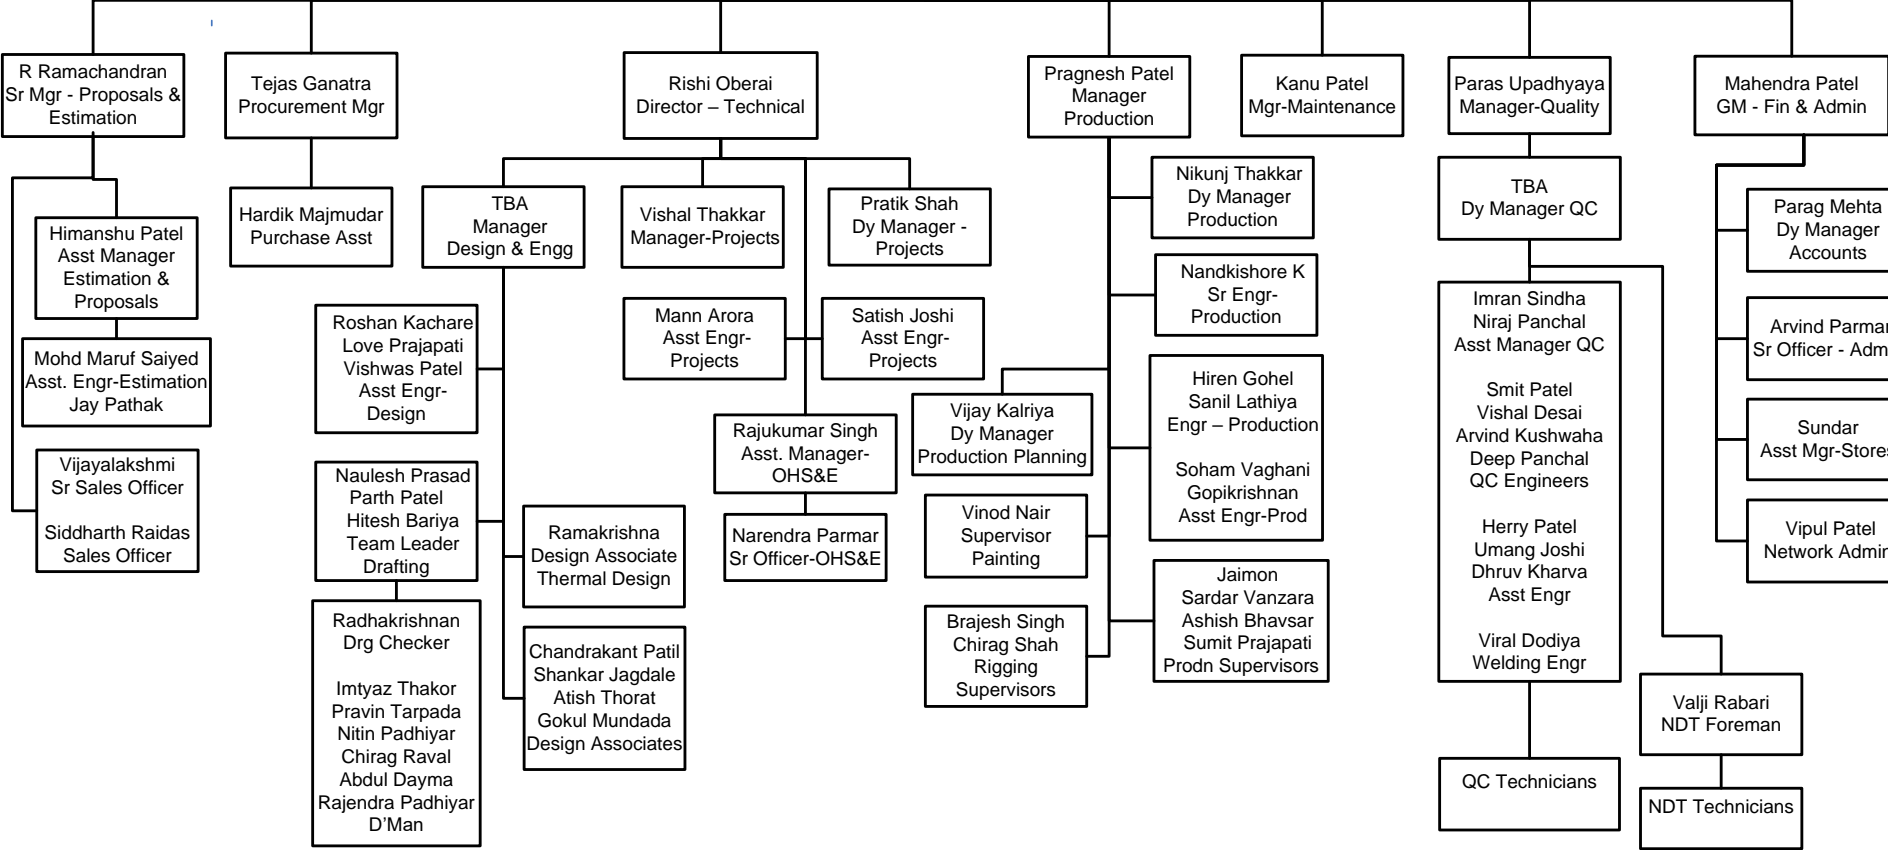 R Ramachandran
Sr Mgr - Proposals &
Estimation
Tejas Ganatra
Procurement Mgr
Rishi Oberai
Director – Technical
Pragnesh Patel
Manager
Production
Kanu Patel
Mgr-Maintenance
Paras Upadhyaya
Manager-Quality
Mahendra Patel
GM - Fin & Admin
Himanshu Patel
Asst Manager
Estimation &
Proposals
Mohd Maruf Saiyed
Asst. Engr-Estimation
Jay Pathak
Vijayalakshmi
Sr Sales Officer
Siddharth Raidas
Sales Officer
Hardik Majmudar
Purchase Asst
TBA
Manager
Design & Engg
Vishal Thakkar
Manager-Projects
Pratik Shah
Dy Manager -
Projects
Roshan Kachare
Love Prajapati
Vishwas Patel
Asst Engr-
Design
Naulesh Prasad
Parth Patel
Hitesh Bariya
Team Leader
Drafting
Radhakrishnan
Drg Checker
Imtyaz Thakor
Pravin Tarpada
Nitin Padhiyar
Chirag Raval
Abdul Dayma
Rajendra Padhiyar
D'Man
Ramakrishna
Design Associate
Thermal Design
Chandrakant Patil
Shankar Jagdale
Atish Thorat
Gokul Mundada
Design Associates
Mann Arora
Asst Engr-
Projects
Satish Joshi
Asst Engr-
Projects
Rajukumar Singh
Asst. Manager-
OHS&E
Narendra Parmar
Sr Officer-OHS&E
Nikunj Thakkar
Dy Manager
Production
Nandkishore K
Sr Engr-
Production
Vijay Kalriya
Dy Manager
Production Planning
Hiren Gohel
Sanil Lathiya
Engr – Production
Soham Vaghani
Gopikrishnan
Asst Engr-Prod
Vinod Nair
Supervisor
Painting
Jaimon
Sardar Vanzara
Ashish Bhavsar
Sumit Prajapati
Prodn Supervisors
Brajesh Singh
Chirag Shah
Rigging
Supervisors
TBA
Dy Manager QC
Imran Sindha
Niraj Panchal
Asst Manager QC
Smit Patel
Vishal Desai
Arvind Kushwaha
Deep Panchal
QC Engineers
Herry Patel
Umang Joshi
Dhruv Kharva
Asst Engr
Viral Dodiya
Welding Engr
QC Technicians
Valji Rabari
NDT Foreman
NDT Technicians
Parag Mehta
Dy Manager
Accounts
Arvind Parmar
Sr Officer - Adm
Sundar
Asst Mgr-Stores
Vipul Patel
Network Admin